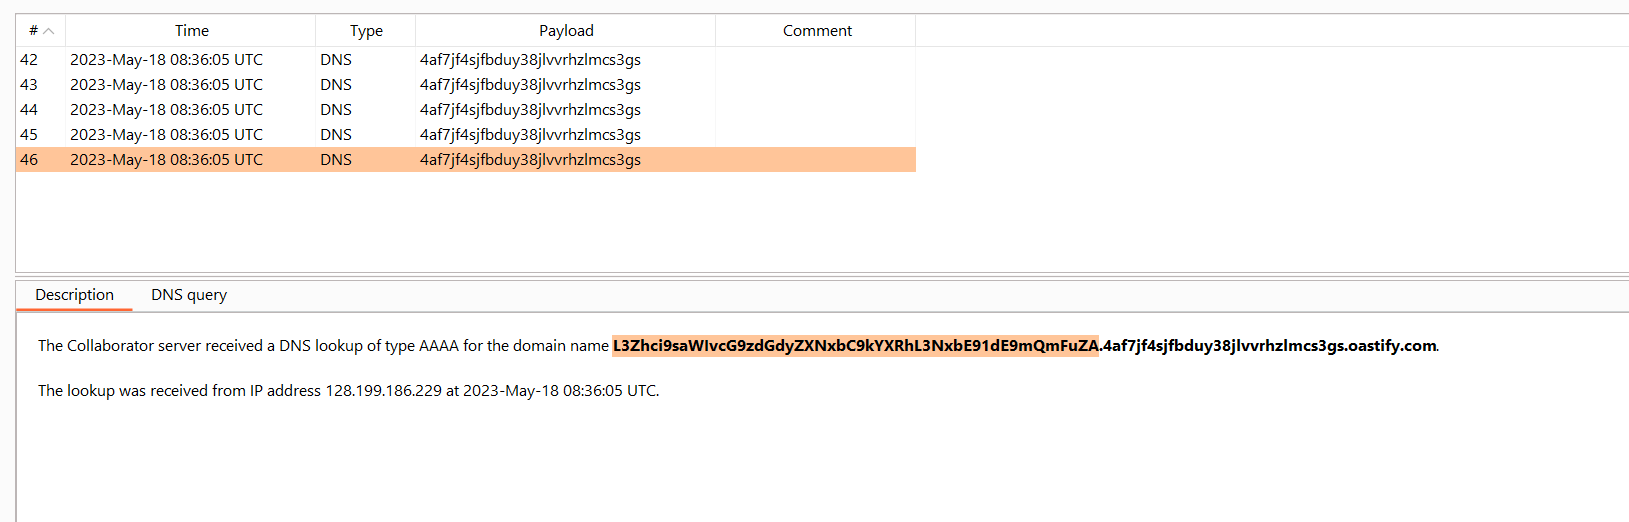 # Time Type Payload Comment
42 2023-May-18 08:36:05 UTC DNS 4af7jf4sjfbduy38jlvvrhzlmcs3gs
43 2023-May-18 08:36:05 UTC DNS 4af7jf4sjfbduy38jlvvrhzlmcs3gs
44 2023-May-18 08:36:05 UTC DNS 4af7jf4sjfbduy38jlvvrhzlmcs3gs
45 2023-May-18 08:36:05 UTC DNS 4af7jf4sjfbduy38jlvvrhzlmcs3gs
46 2023-May-18 08:36:05 UTC DNS 4af7jf4sjfbduy38jlvvrhzlmcs3gs
Description DNS query
The Collaborator server received a DNS lookup of type AAAA for the domain name L3Zhci9saWIvcG9zdGdyZXNxbC9kYXRhL3NxbE91dE9mQmFuZA.4af7jf4sjfbduy38jlvvrhzlmcs3gs.oastify.com.
The lookup was received from IP address 128.199.186.229 at 2023-May-18 08:36:05 UTC.